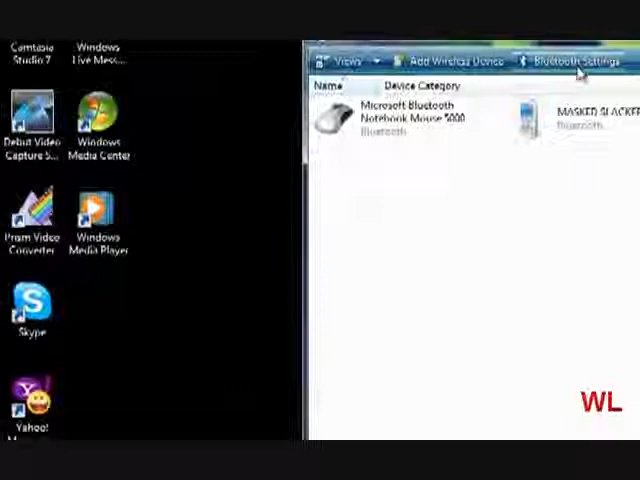 Camtasia
Studio 7
Windows
Live Mess...
Debut Video
Capture S...
Windows
Media Center
Prism Video
Converter
Windows
Media Player
Skype
Yahoo!
Views
Add Wireless Device
Bluetooth Settings
Name
Device Category
Microsoft Bluetooth
Notebook Mouse 5000
Bluetooth
MASKED SLACKER
Bluetooth
WL